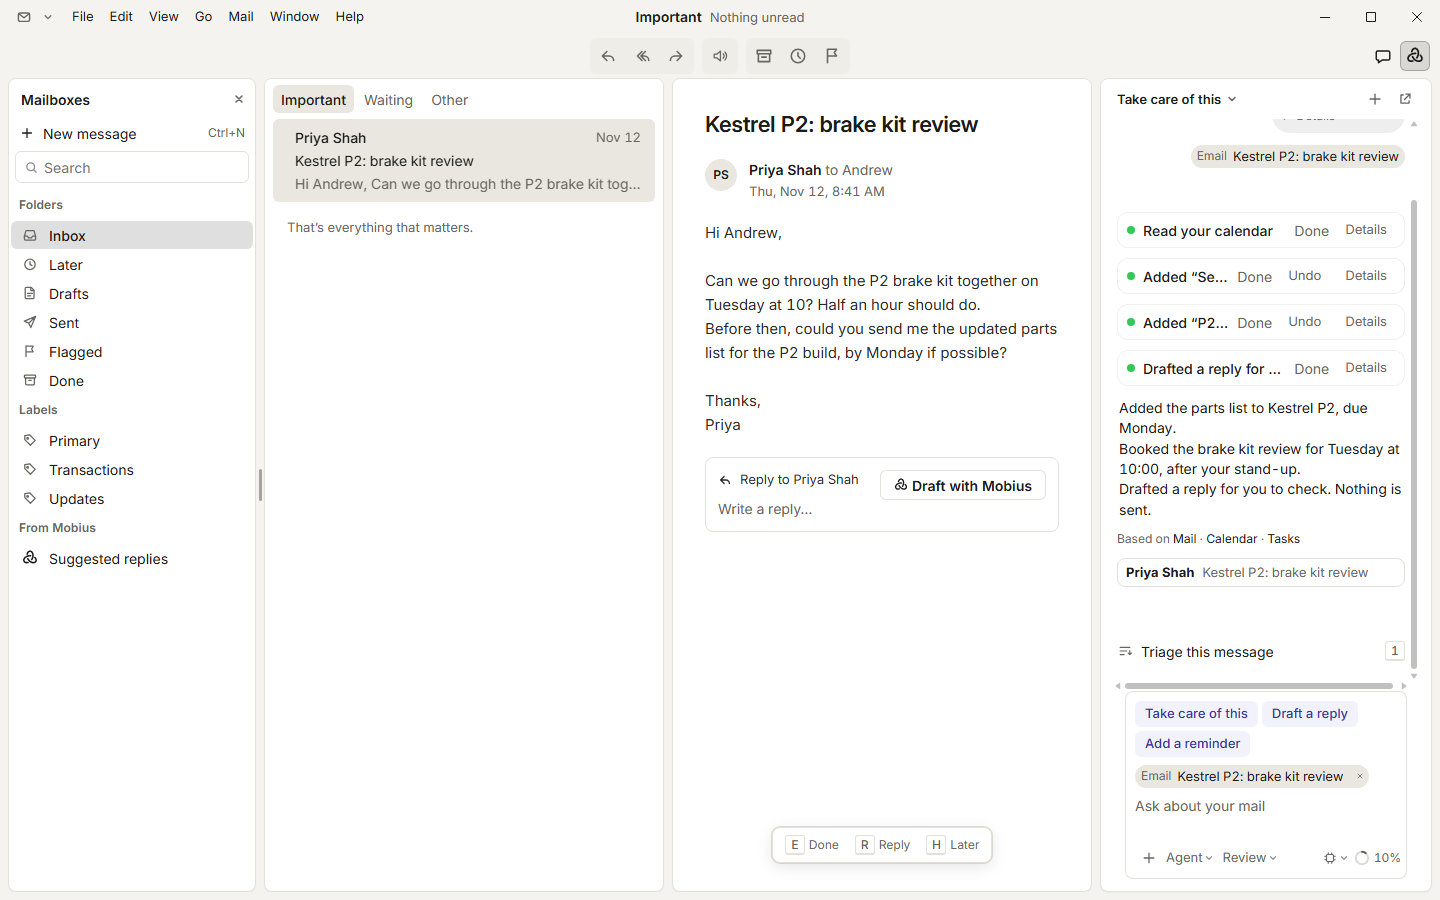 File Edit View Go Mail Window Help
Important Nothing unread
Mailboxes
New message Ctrl+N
Search
Folders
Inbox
Later
Drafts
Sent
Flagged
Done
Labels
Primary
Transactions
Updates
From Mobius
Suggested replies
Important Waiting Other
Priya Shah Nov 12
Kestrel P2: brake kit review
Hi Andrew, Can we go through the P2 brake kit tog...
That's everything that matters.
Kestrel P2: brake kit review
PS
Priya Shah to Andrew
Thu, Nov 12, 8:41 AM
Hi Andrew,
Can we go through the P2 brake kit together on
Tuesday at 10? Half an hour should do.
Before then, could you send me the updated parts
list for the P2 build, by Monday if possible?
Thanks,
Priya
Reply to Priya Shah
Draft with Mobius
Write a reply...
E Done R Reply H Later
Take care of this
Email Kestrel P2: brake kit review
Read your calendar Done Details
Added “Se... Done Undo Details
Added “P2... Done Undo Details
Drafted a reply for ... Done Details
Added the parts list to Kestrel P2, due
Monday.
Booked the brake kit review for Tuesday at
10:00, after your stand-up.
Drafted a reply for you to check. Nothing is
sent.
Based on Mail · Calendar · Tasks
Priya Shah Kestrel P2: brake kit review
Triage this message 1
Take care of this Draft a reply
Add a reminder
Email Kestrel P2: brake kit review ×
Ask about your mail
Agent Review 10%